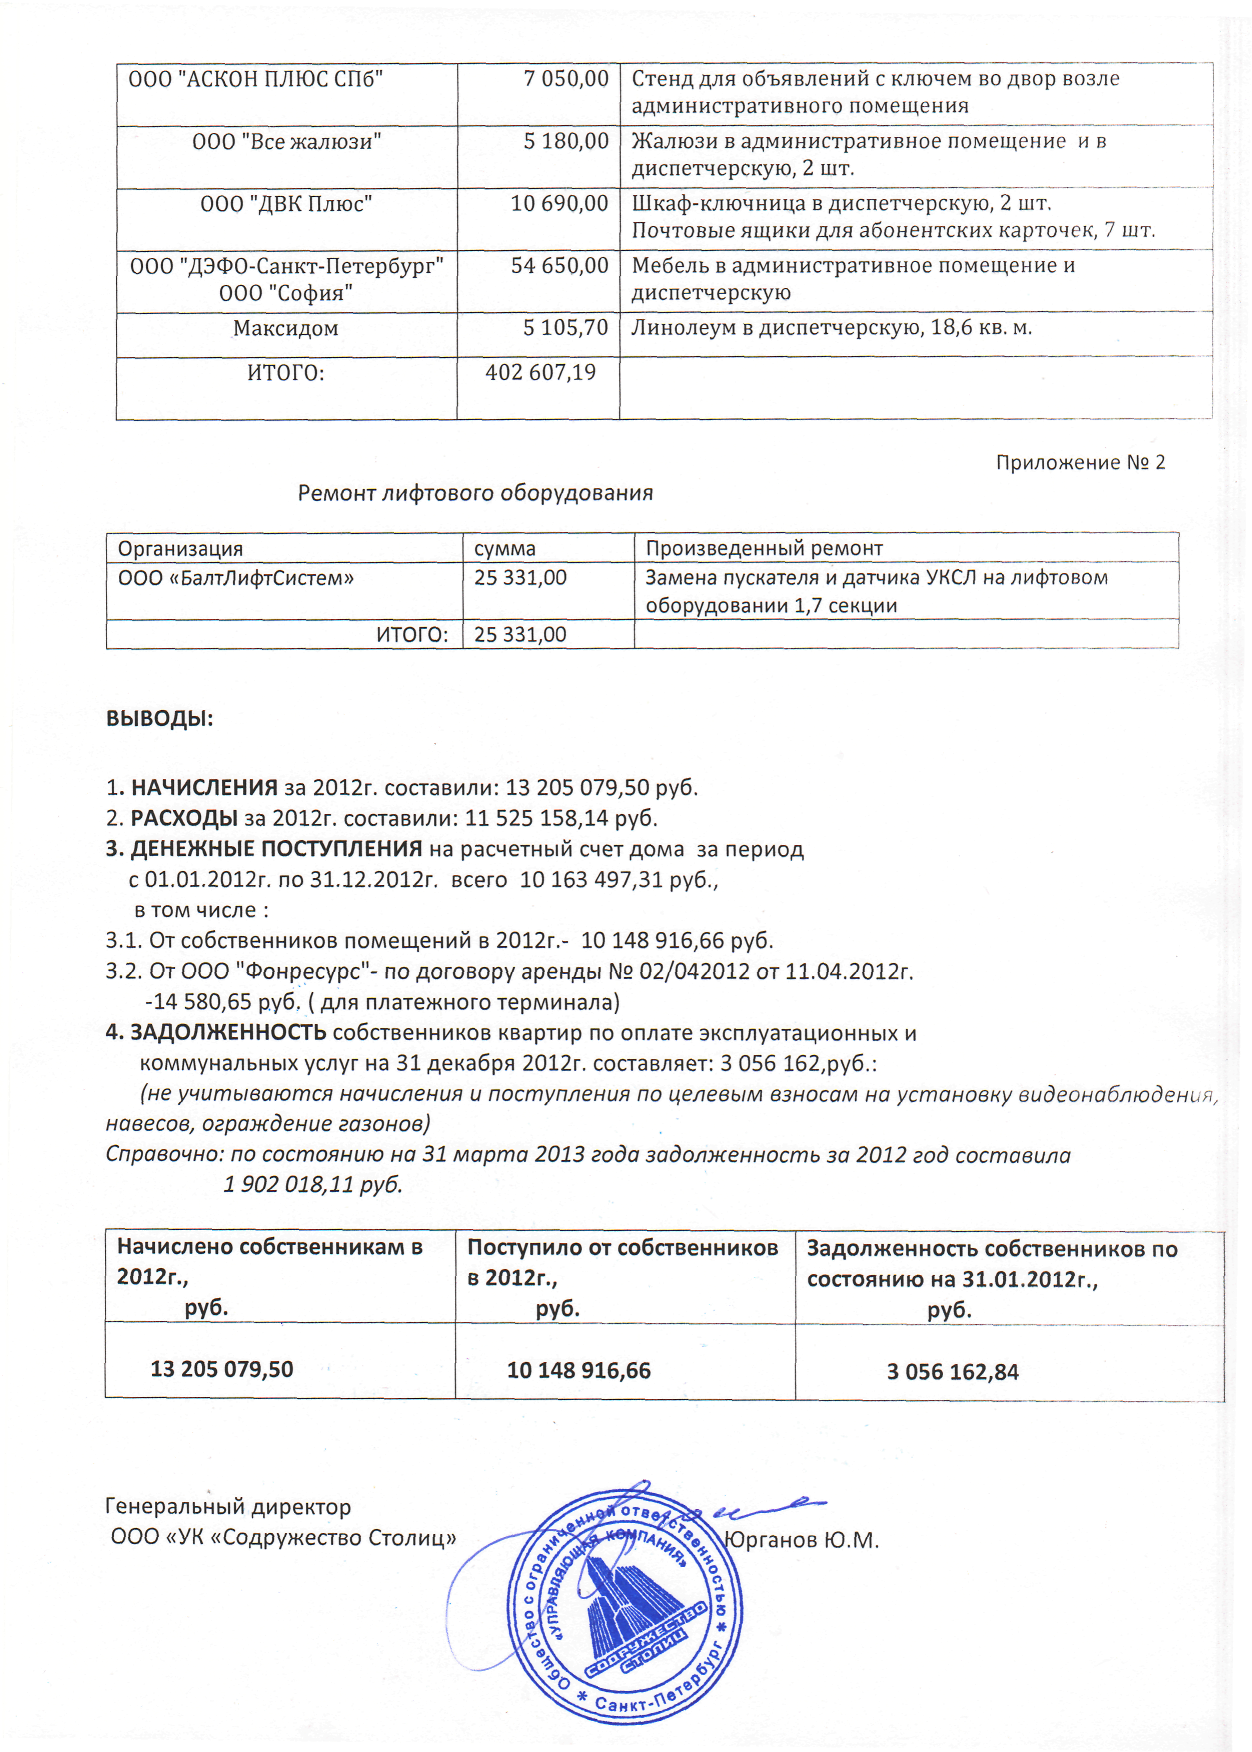 ООО "АСКОН ПЛЮС СПб" 7 050,00 Стенд для объявлений с ключем во двор возле
административного помещения
ООО "Все жалюзи" 5 180,00 Жалюзи в административное помещение и в
диспетчерскую, 2 шт.
ООО "ДВК Плюс" 10 690,00 Шкаф-ключница в диспетчерскую, 2 шт.
Почтовые ящики для абонентских карточек, 7 шт.
ООО "ДЭФО-Санкт-Петербург" 54 650,00 Мебель в административное помещение и
ООО "София" диспетчерскую
Максидом 5 105,70 Линолеум в диспетчерскую, 18,6 кв. м.
ИТОГО: 402 607,19
Приложение № 2
Ремонт лифтового оборудования
Организация сумма Произведенный ремонт
ООО «БалтЛифтСистем» 25 331,00 Замена пускателя и датчика УКСЛ на лифтовом
оборудовании 1,7 секции
ИТОГО: 25 331,00
ВЫВОДЫ:
1. НАЧИСЛЕНИЯ за 2012г. составили: 13 205 079,50 руб.
2. РАСХОДЫ за 2012г. составили: 11 525 158,14 руб.
3. ДЕНЕЖНЫЕ ПОСТУПЛЕНИЯ на расчетный счет дома за период
с 01.01.2012г. по 31.12.2012г. всего 10 163 497,31 руб.,
в том числе :
3.1. От собственников помещений в 2012г.- 10 148 916,66 руб.
3.2. От ООО "Фонресурс"- по договору аренды № 02/042012 от 11.04.2012г.
-14 580,65 руб. ( для платежного терминала)
4. ЗАДОЛЖЕННОСТЬ собственников квартир по оплате эксплуатационных и
коммунальных услуг на 31 декабря 2012г. составляет: 3 056 162,руб.:
(не учитываются начисления и поступления по целевым взносам на установку видеонаблюдения,
навесов, ограждение газонов)
Справочно: по состоянию на 31 марта 2013 года задолженность за 2012 год составила
1 902 018,11 руб.
Начислено собственникам в Поступило от собственников Задолженность собственников по
2012г., в 2012г., состоянию на 31.01.2012г.,
руб. руб. руб.
13 205 079,50 10 148 916,66 3 056 162,84
Генеральный директор
ООО «УК «Содружество Столиц» Юрганов Ю.М.
Общество с ограниченной ответственностью * Санкт-Петербург *
«УПРАВЛЯЮЩАЯ КОМПАНИЯ»
СОДРУЖЕСТВО
СТОЛИЦ